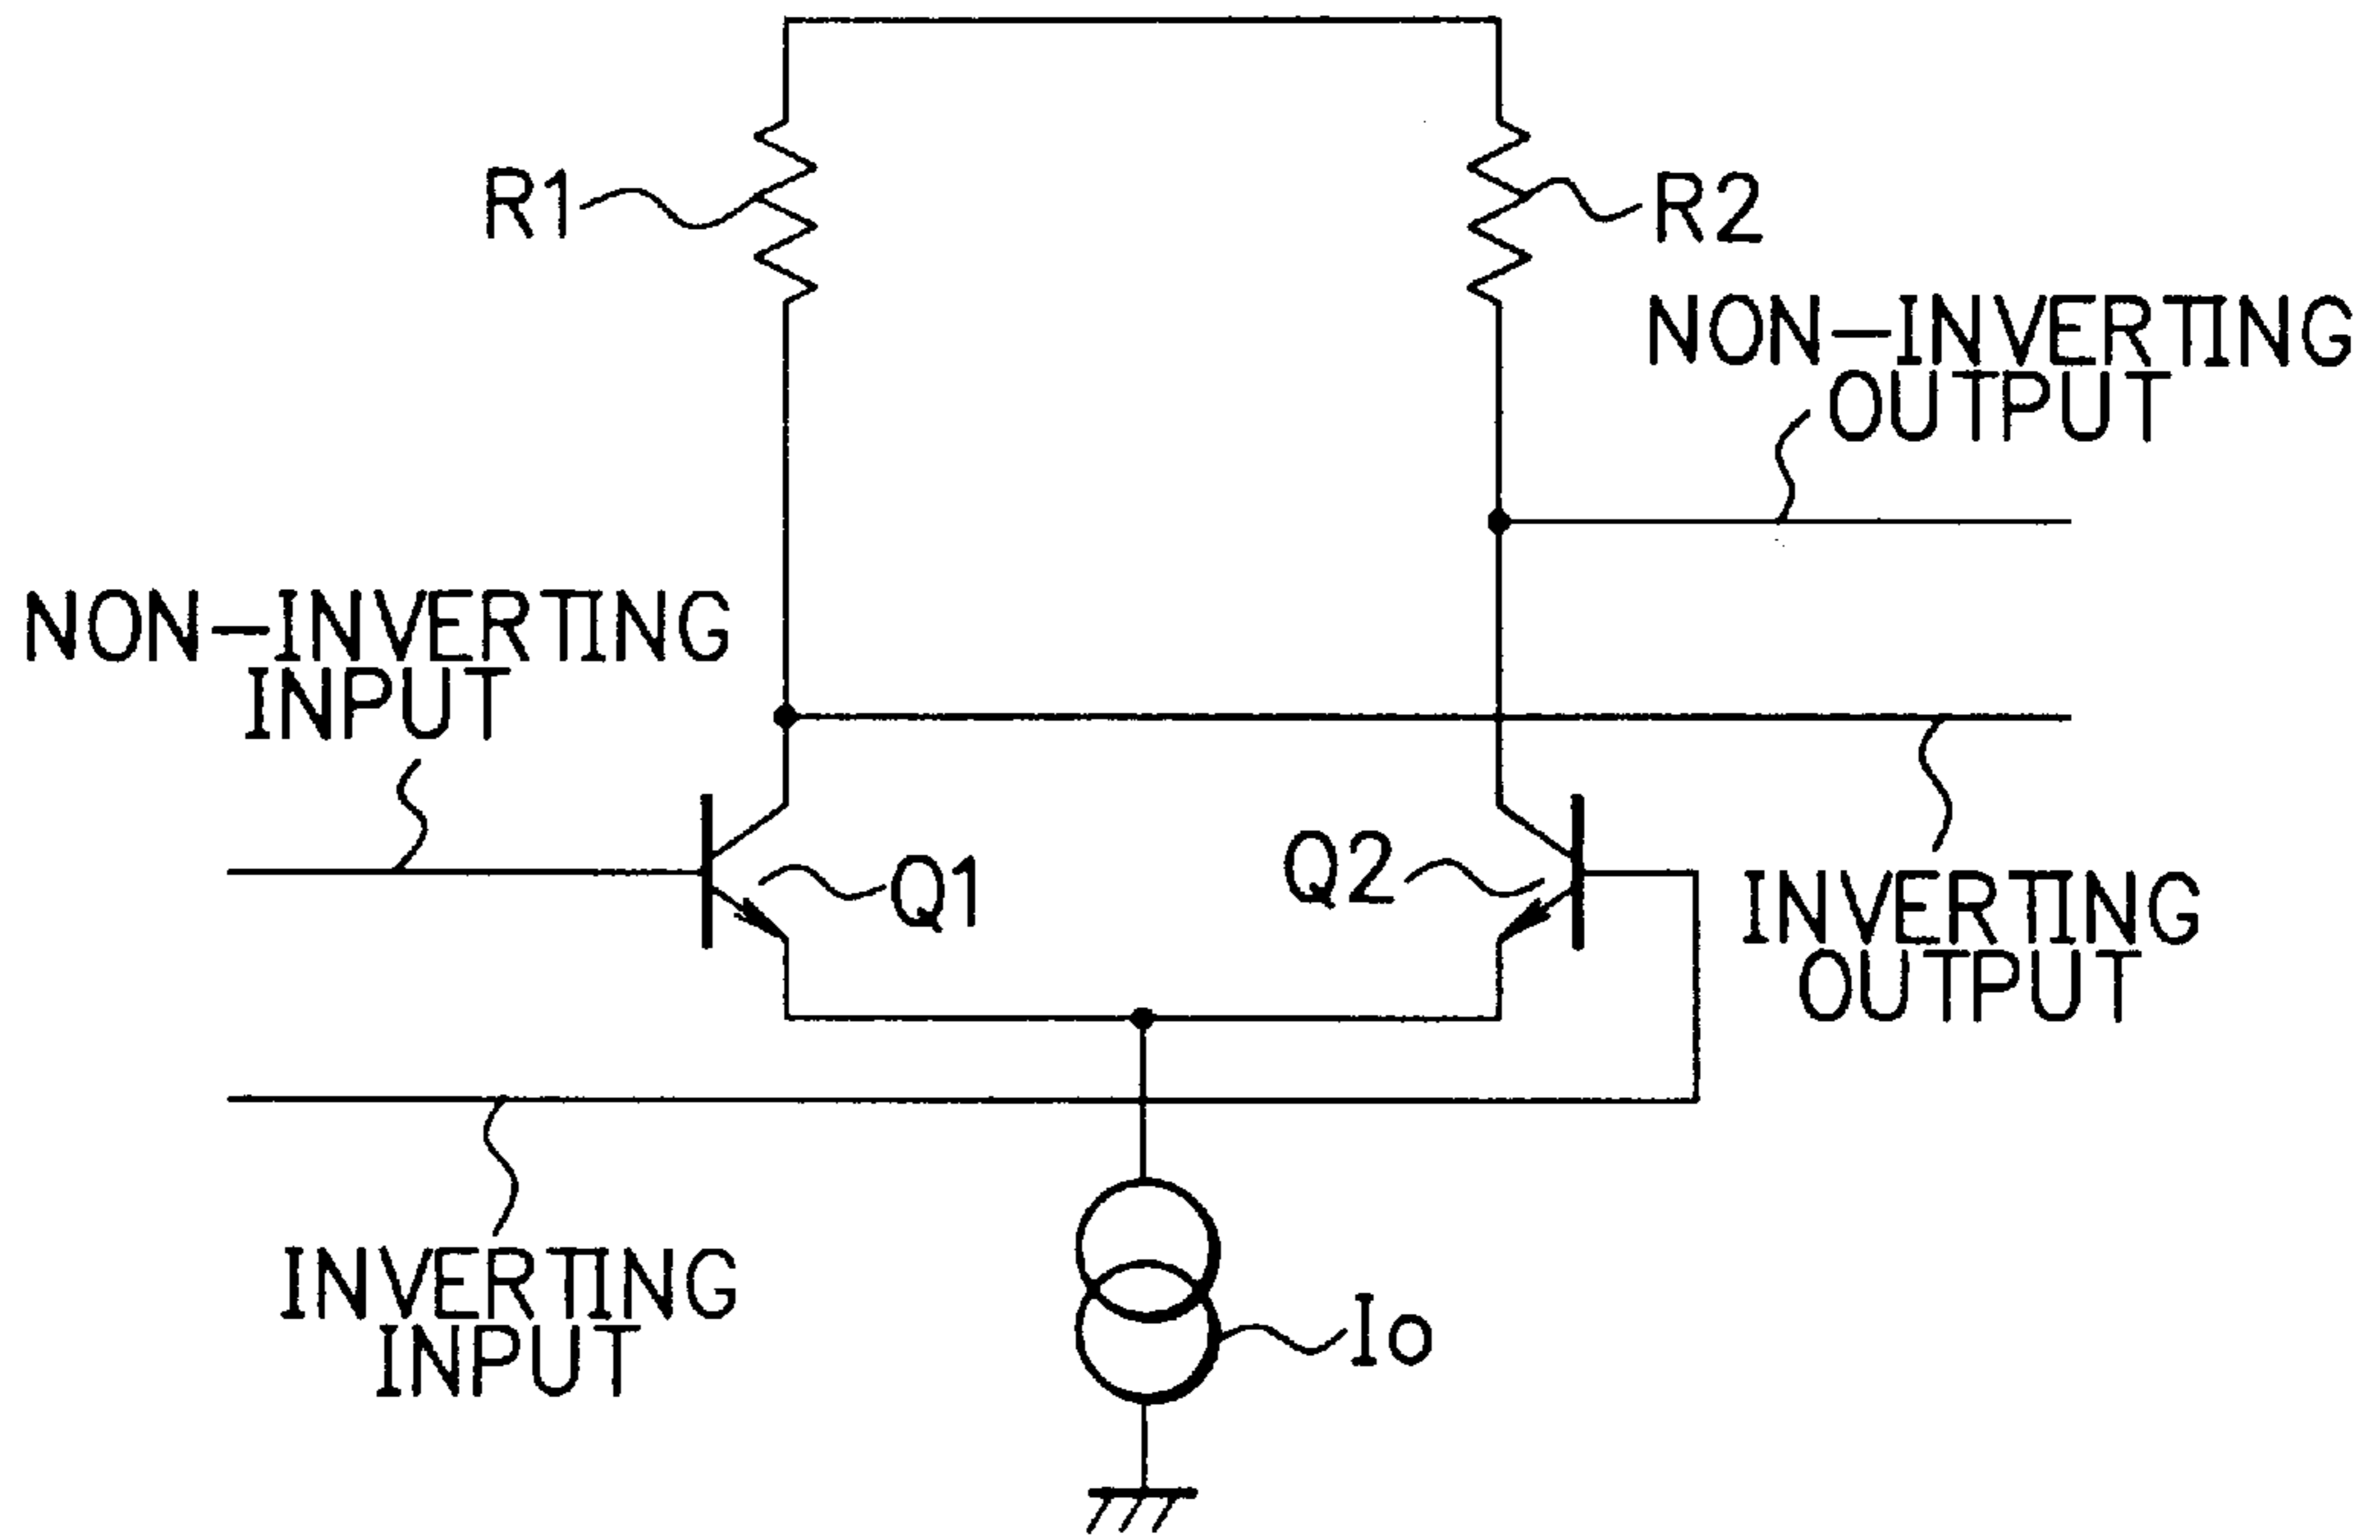 R1
R2
NON-INVERTING
OUTPUT
NON-INVERTING
INPUT
Q1
Q2
INVERTING
OUTPUT
INVERTING
INPUT
Io